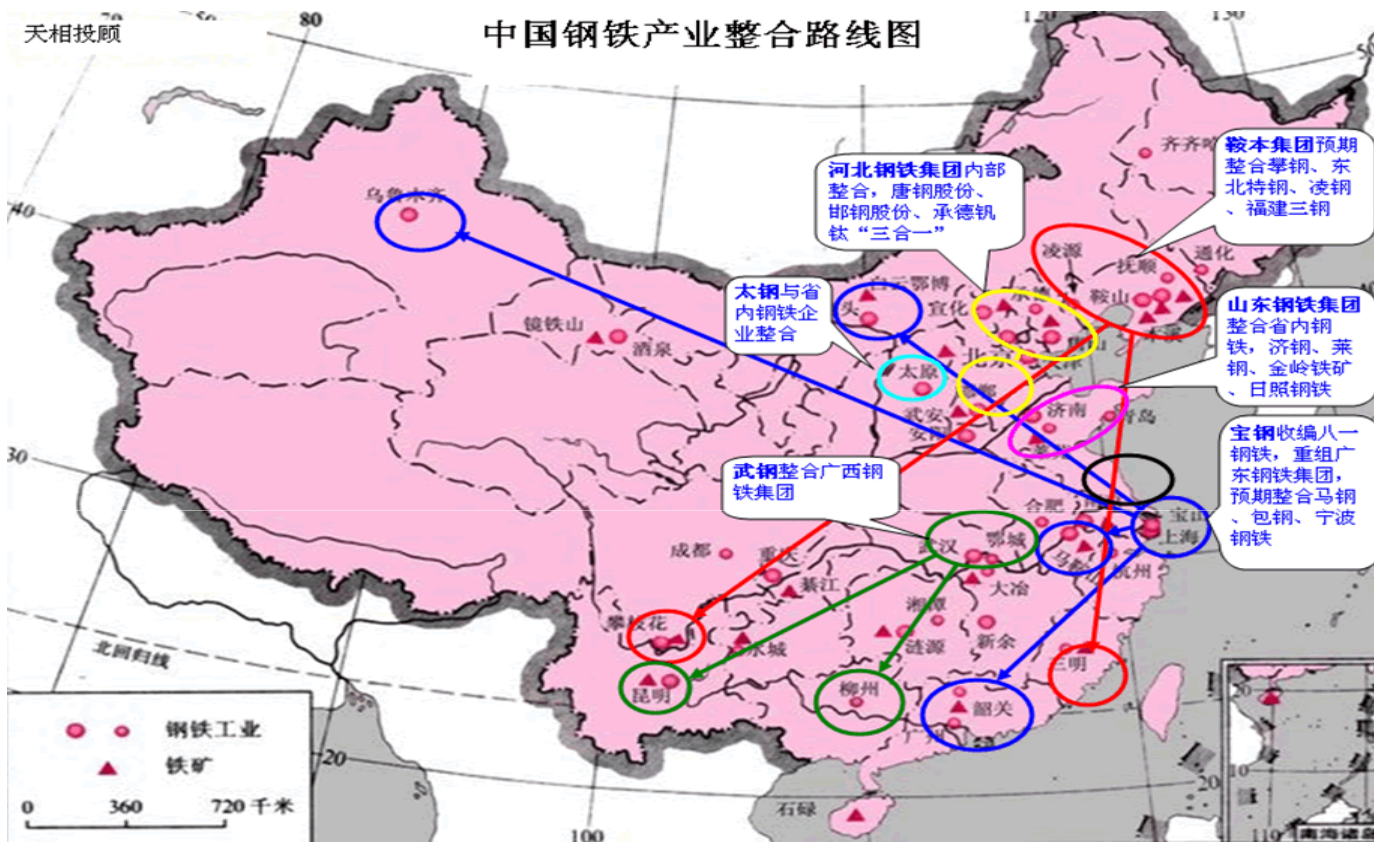 天相投顾
中国钢铁产业整合路线图
80
120
130
50
40
30
20
100
20
10
110
鞍本集团预期
整合攀钢、东
北特钢、凌钢
、福建三钢
河北钢铁集团内部
整合，唐钢股份、
邯钢股份、承德钒
钛“三合一”
太钢与省
内钢铁企
业整合
山东钢铁集团
整合省内钢
铁，济钢、莱
钢、金岭铁矿
、日照钢铁
宝钢收编八一
钢铁，重组广
东钢铁集团，
预期整合马钢
、包钢、宁波
钢铁
武钢整合广西钢
铁集团
乌鲁木齐
齐齐
凌源
抚顺
通化
鞍山
白云鄂博
头
宣化
镜铁山
酒泉
北京
太原
武安
济南
合肥
宝山
上海
杭州
武汉
鄂城
大冶
成都
重庆
綦江
湘潭
涟源
新余
攀枝花
水城
三明
昆明
柳州
韶关
石碌
北回归线
钢铁工业
铁矿
0
360
720 千米
南海诸岛